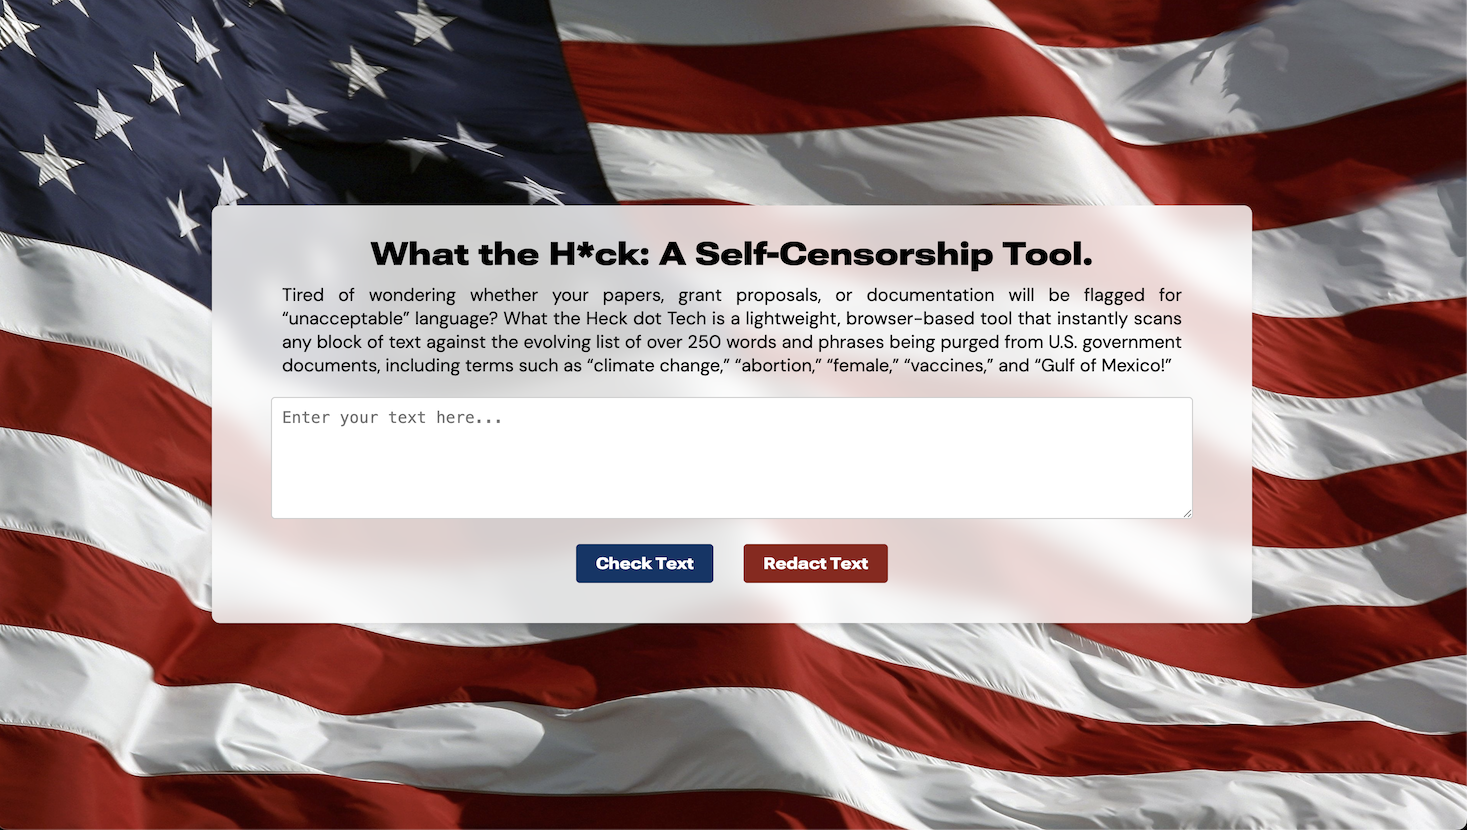 What the H*ck: A Self-Censorship Tool.
Tired of wondering whether your papers, grant proposals, or documentation will be flagged for
“unacceptable” language? What the Heck dot Tech is a lightweight, browser-based tool that instantly scans
any block of text against the evolving list of over 250 words and phrases being purged from U.S. government
documents, including terms such as “climate change,” “abortion,” “female,” “vaccines,” and “Gulf of Mexico!”
Enter your text here...
Check Text Redact Text